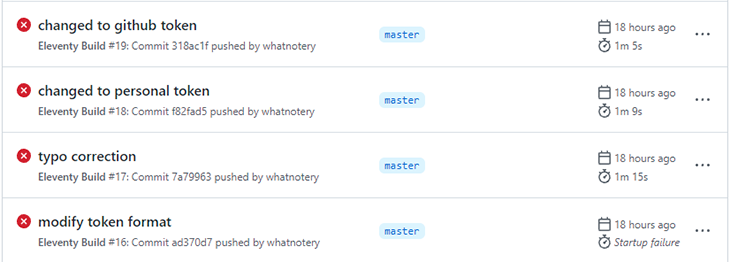 changed to github token
Eleventy Build #19: Commit 318ac1f pushed by whatnotery
master
18 hours ago
1m 5s
changed to personal token
Eleventy Build #18: Commit f82fad5 pushed by whatnotery
master
18 hours ago
1m 9s
typo correction
Eleventy Build #17: Commit 7a79963 pushed by whatnotery
master
18 hours ago
1m 15s
modify token format
Eleventy Build #16: Commit ad370d7 pushed by whatnotery
master
18 hours ago
Startup failure